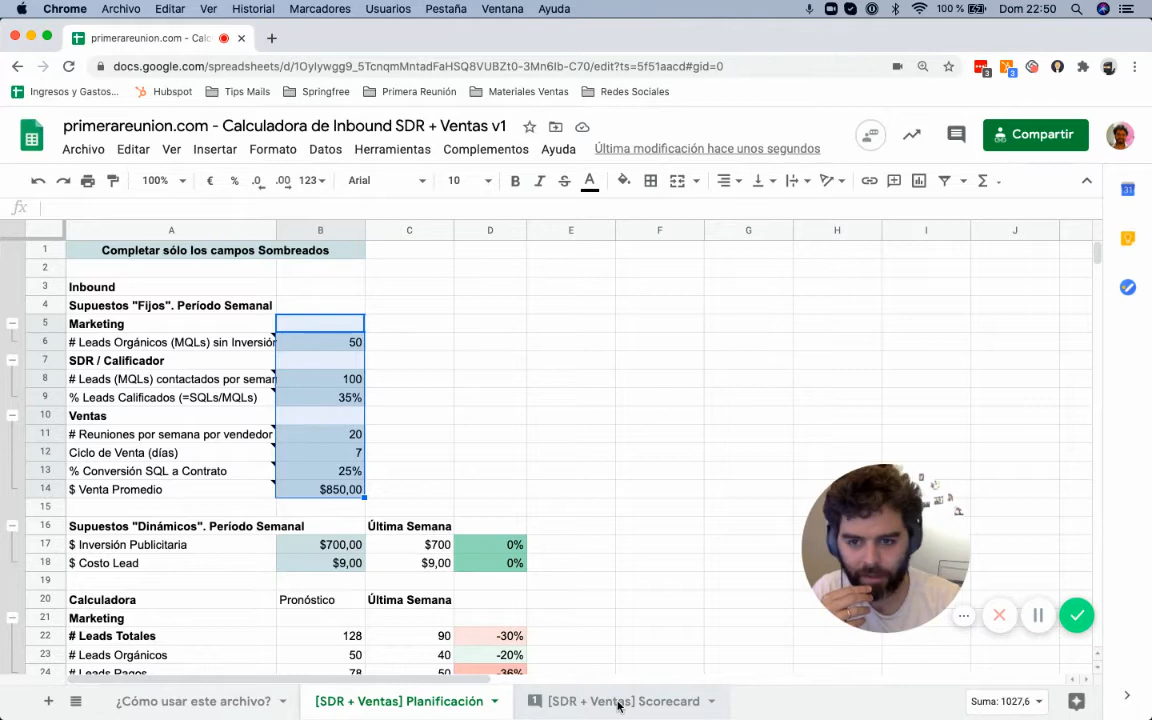 Chrome Archivo Editar Ver Historial Marcadores Usuarios Pestaña Ventana Ayuda 100 % Dom 22:50
primerareunion.com - Calc
docs.google.com/spreadsheets/d/1OyIywgg9_5TcnqmMntadFaHSQ8VUBZt0-3Mn6Ib-C70/edit?ts=5f51aacd#gid=0 3 3
Ingresos y Gastos... Hubspot Tips Mails Springfree Primera Reunión Materiales Ventas Redes Sociales
primerareunion.com - Calculadora de Inbound SDR + Ventas v1
Compartir
Archivo Editar Ver Insertar Formato Datos Herramientas Complementos Ayuda Última modificación hace unos segundos
100% € % .0 .00 123 Arial 10 B I S A Σ
fx
A B C D E F G H I J
1 Completar sólo los campos Sombreados
2
3 Inbound
4 Supuestos "Fijos". Período Semanal
5 Marketing
6 # Leads Orgánicos (MQLs) sin Inversión 50
7 SDR / Calificador
8 # Leads (MQLs) contactados por semar 100
9 % Leads Calificados (=SQLs/MQLs) 35%
10 Ventas
11 # Reuniones por semana por vendedor 20
12 Ciclo de Venta (días) 7
13 % Conversión SQL a Contrato 25%
14 $ Venta Promedio $850,00
15
16 Supuestos "Dinámicos". Período Semanal Última Semana
17 $ Inversión Publicitaria $700,00 $700 0%
18 $ Costo Lead $9,00 $9,00 0%
19
20 Calculadora Pronóstico Última Semana
21 Marketing
22 # Leads Totales 128 90 -30%
23 # Leads Orgánicos 50 40 -20%
24 # Leads Pagos 78 50 -36%
¿Cómo usar este archivo? [SDR + Ventas] Planificación 1 [SDR + Ventas] Scorecard Suma: 1027,6